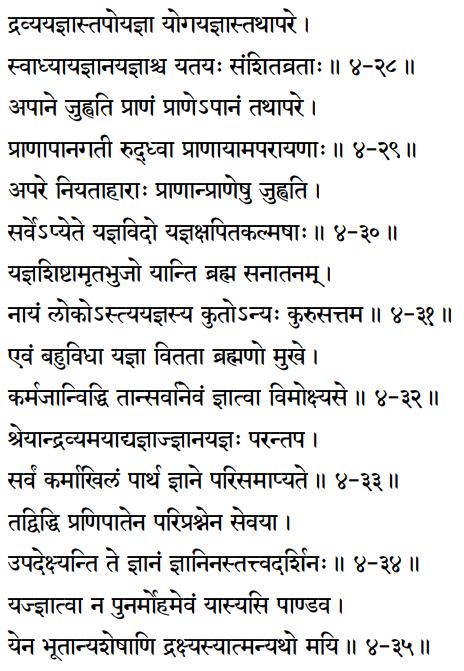 द्रव्ययज्ञास्तपोयज्ञा योगयज्ञास्तथापरे ।
स्वाध्यायज्ञानयज्ञाश्च यतयः संशितव्रताः ॥ ४-२८॥
अपाने जुह्वति प्राणं प्राणेऽपानं तथापरे ।
प्राणापानगती रुद्ध्वा प्राणायामपरायणाः ॥ ४-२९॥
अपरे नियताहाराः प्राणान्प्राणेषु जुह्वति ।
सर्वेऽप्येते यज्ञविदो यज्ञक्षपितकल्मषाः ॥ ४-३०॥
यज्ञशिष्टामृतभुजो यान्ति ब्रह्म सनातनम् ।
नायं लोकोऽस्त्ययज्ञस्य कुतोऽन्यः कुरुसत्तम ॥ ४-३१॥
एवं बहुविधा यज्ञा वितता ब्रह्मणो मुखे ।
कर्मजान्विद्धि तान्सर्वानेवं ज्ञात्वा विमोक्ष्यसे ॥ ४-३२॥
श्रेयान्द्रव्यमयाद्यज्ञाज्ज्ञानयज्ञः परन्तप ।
सर्वं कर्माखिलं पार्थ ज्ञाने परिसमाप्यते ॥ ४-३३॥
तद्विद्धि प्रणिपातेन परिप्रश्नेन सेवया ।
उपदेक्ष्यन्ति ते ज्ञानं ज्ञानिनस्तत्त्वदर्शिनः ॥ ४-३४॥
यज्ज्ञात्वा न पुनर्मोहमेवं यास्यसि पाण्डव ।
येन भूतान्यशेषाणि द्रक्ष्यस्यात्मन्यथो मयि ॥ ४-३५॥